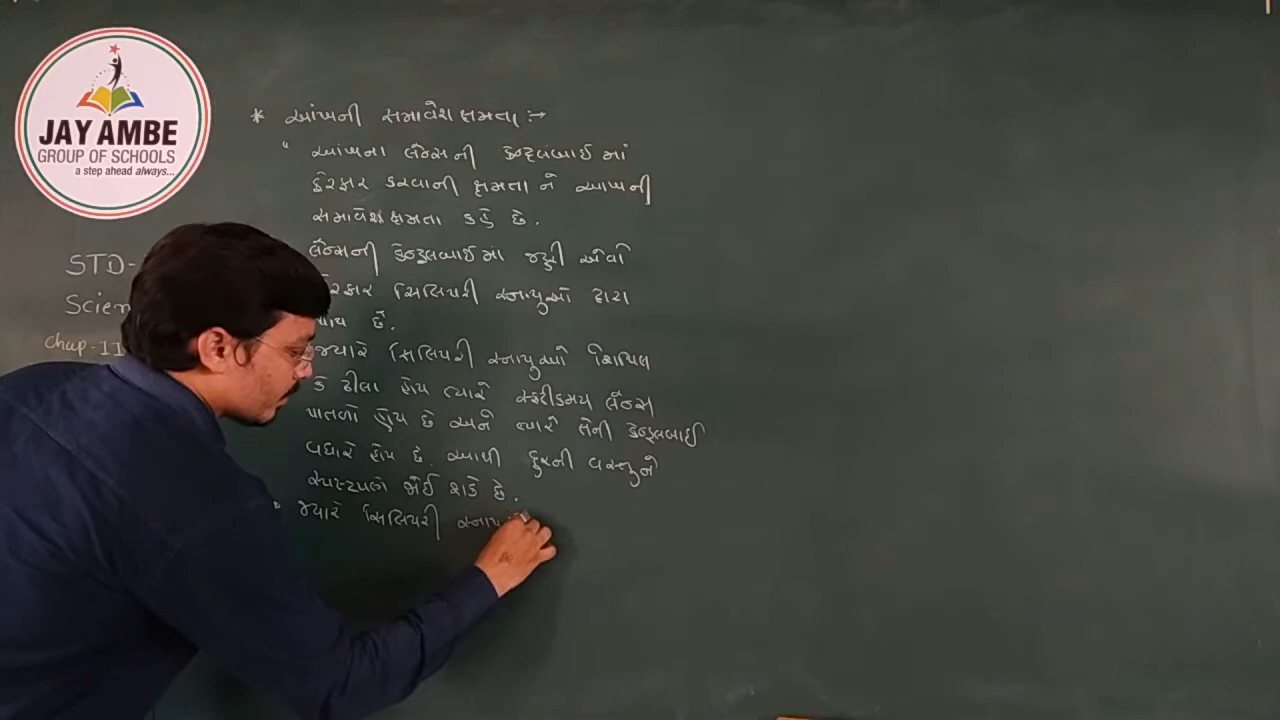 JAY AMBE
GROUP OF SCHOOLS
a step ahead always...
STD-
Scien
Chap-11
* આંખની સમાવેશ ક્ષમતા :→
" આંખના લેન્સ ની કેન્દ્રલંબાઈ માં
ફેરફાર કરવાની ક્ષમતા ને આંખની
સમાવેશ ક્ષમતા કહે છે.
લેન્સની કેન્દ્રલંબાઈ માં જરૂરી એવો
ફેરફાર સિલિયરી સ્નાયુઓ દ્વારા
થાય છે.
જ્યારે સિલિયરી સ્નાયુઓ શિથિલ
કે ઢીલા હોય ત્યારે સ્ફટીકમય લેન્સ
પાતળો હોય છે અને ત્યારે તેની કેન્દ્રલંબાઈ
વધારે હોય છે. આથી દુરની વસ્તુને
સ્પષ્ટપણે જોઈ શકે છે.
" જ્યારે સિલિયરી